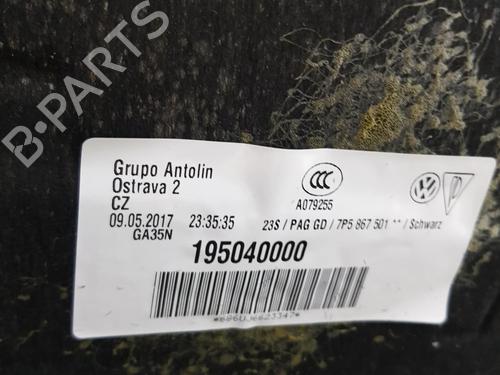 B-PARTS
Grupo Antolin
Ostrava 2
CZ
09.05.2017 23:35:35
GA35N
CCC
A079255
23S / PAG GD / 7P5 867 501 ** / Schwarz
195040000